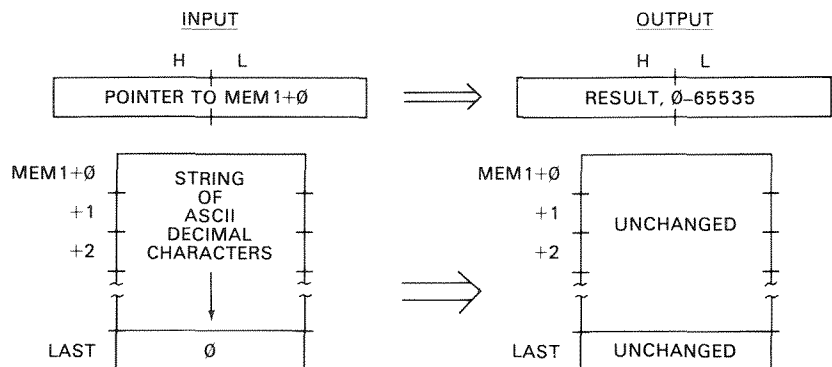 INPUT
OUTPUT
H L
H L
POINTER TO MEM1+Ø
RESULT, Ø–65535
MEM1+Ø
+1
+2
STRING
OF
ASCII
DECIMAL
CHARACTERS
LAST
Ø
MEM1+Ø
+1
+2
UNCHANGED
LAST
UNCHANGED